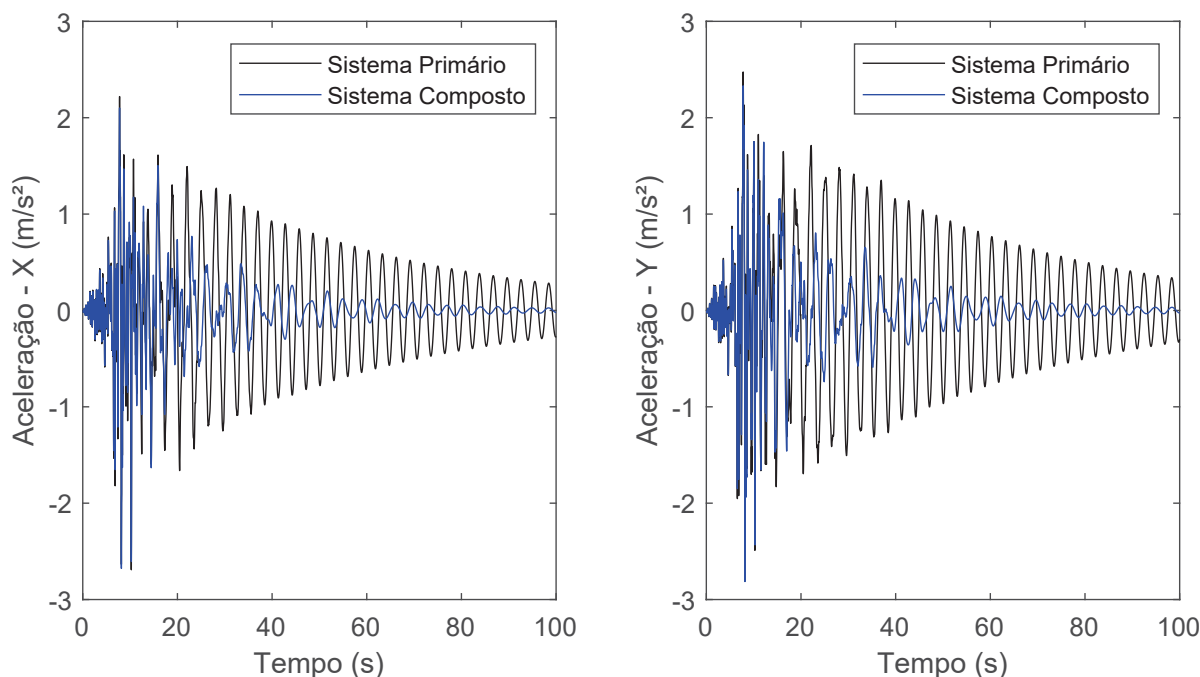 Aceleração - X (m/s²)
3
2
1
0
-1
-2
-3
Sistema Primário
Sistema Composto
0 20 40 60 80 100
Tempo (s)
Aceleração - Y (m/s²)
3
2
1
0
-1
-2
-3
Sistema Primário
Sistema Composto
0 20 40 60 80 100
Tempo (s)